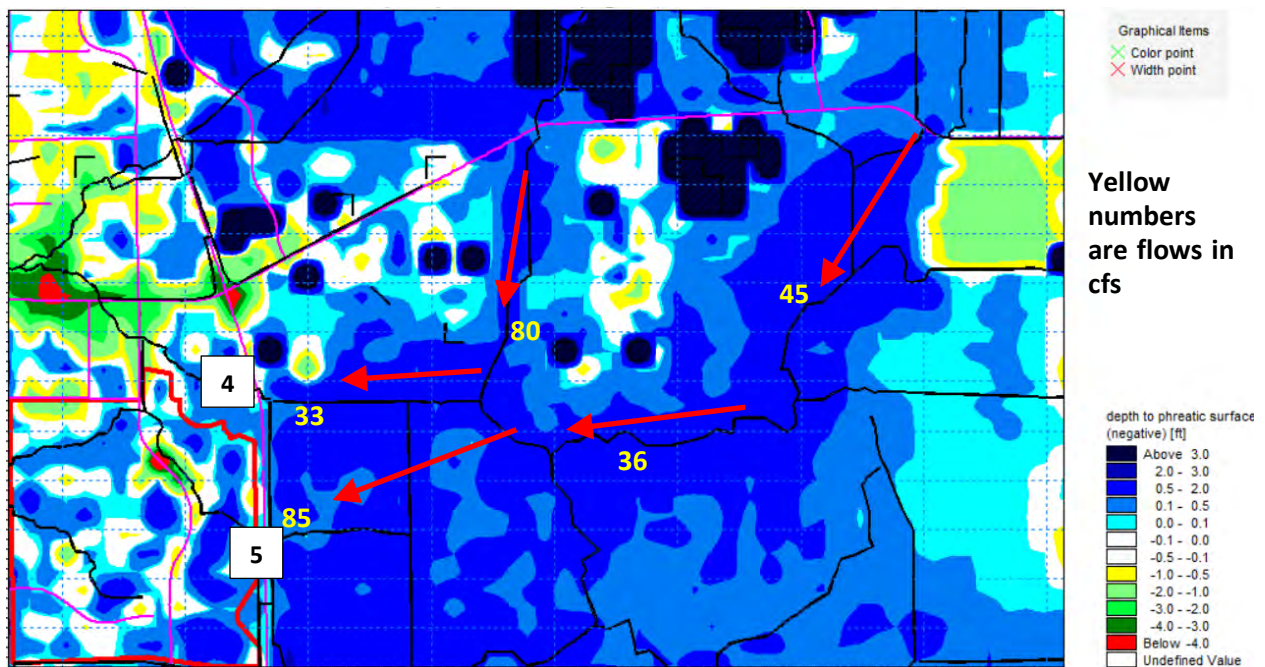 Graphical Items
Color point
Width point
Yellow
numbers
are flows in
cfs
45
80
4
33
36
85
5
depth to phreatic surface
(negative) [ft]
Above 3.0
2.0 - 3.0
0.5 - 2.0
0.1 - 0.5
0.0 - 0.1
-0.1 - 0.0
-0.5 - -0.1
-1.0 - -0.5
-2.0 - -1.0
-3.0 - -2.0
-4.0 - -3.0
Below -4.0
Undefined Value